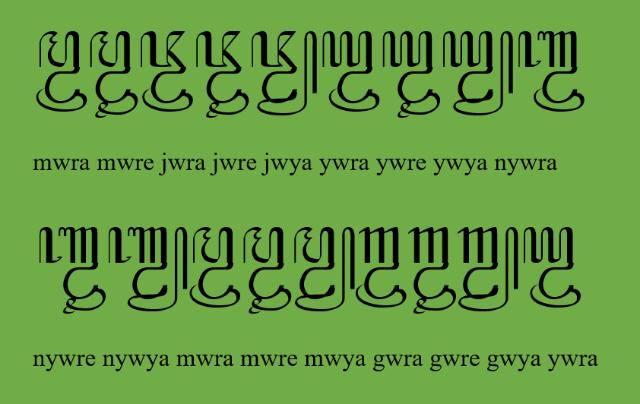 ꦩ꧀ꦮꦿꦩ꧀ꦮꦽꦗ꧀ꦮꦿꦗ꧀ꦮꦽꦗ꧀ꦮꦾꦪ꧀ꦮꦿꦪ꧀ꦮꦽꦪ꧀ꦮꦾꦚ꧀ꦮꦿ
mwra mwre jwra jwre jwya ywra ywre ywya nywra
ꦚ꧀ꦮꦽꦚ꧀ꦮꦾꦩ꧀ꦮꦿꦩ꧀ꦮꦽꦩ꧀ꦮꦾꦒ꧀ꦮꦿꦒ꧀ꦮꦽꦒ꧀ꦮꦾꦪ꧀ꦮꦿ
nywre nywya mwra mwre mwya gwra gwre gwya ywra